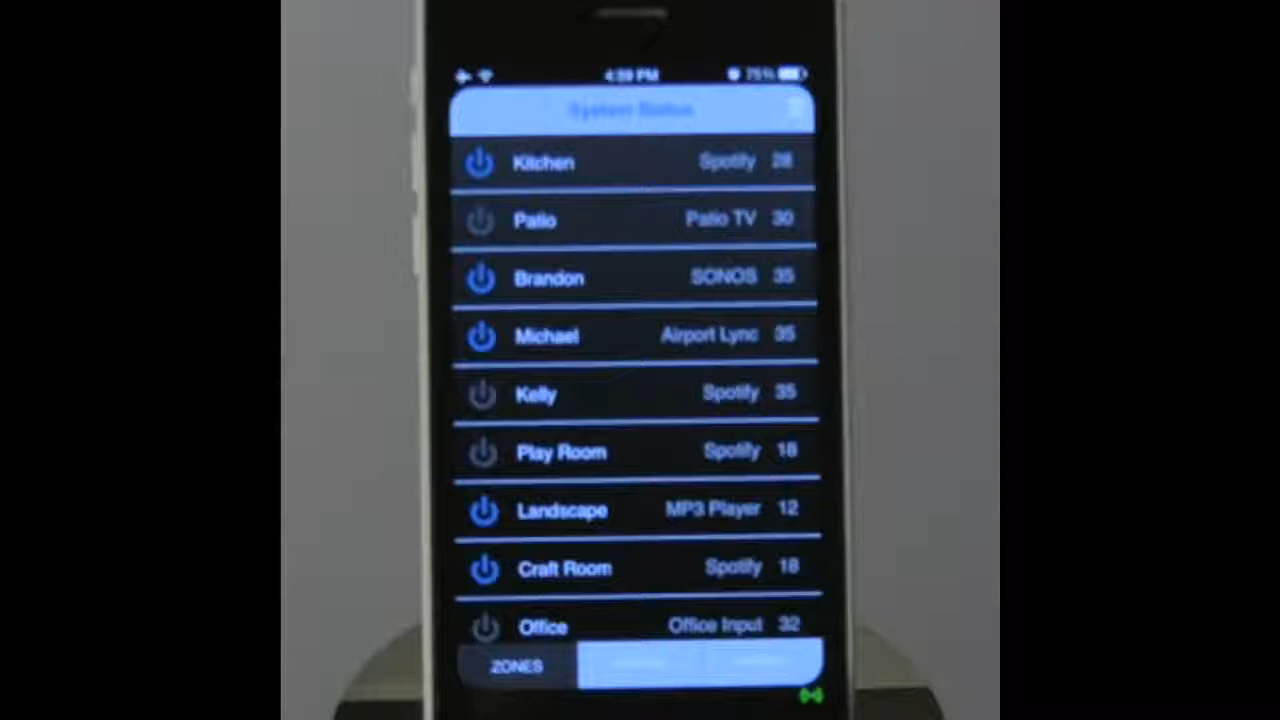 4:59 PM 75%
System Status
Kitchen Spotify 28
Patio Patio TV 30
Brandon SONOS 35
Michael Airport Lync 35
Kelly Spotify 35
Play Room Spotify 18
Landscape MP3 Player 12
Craft Room Spotify 18
Office Office Input 32
ZONES